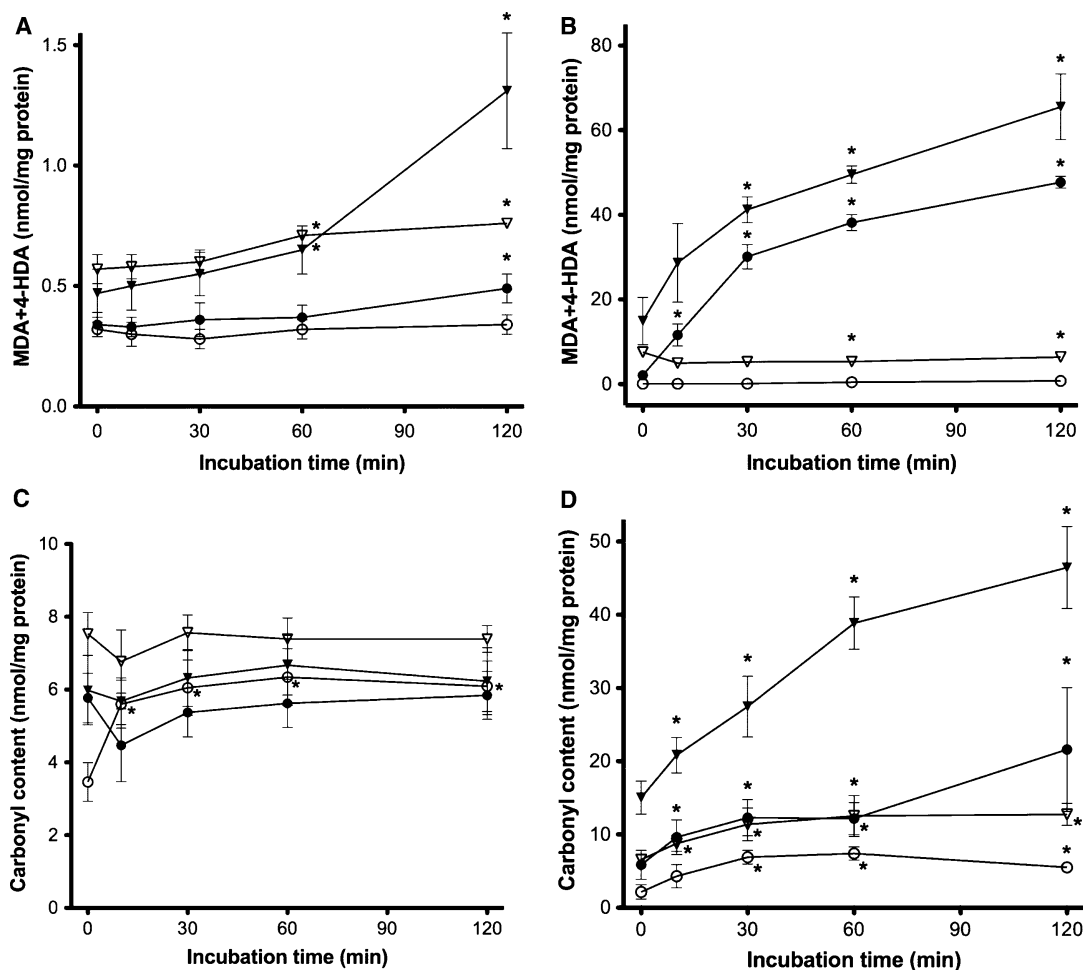 A
MDA+4-HDA (nmol/mg protein)
1.5
1.0
0.5
0.0
* * * * *
0 30 60 90 120
Incubation time (min)
B
MDA+4-HDA (nmol/mg protein)
80
60
40
20
0
* * * * * * * * *
0 30 60 90 120
Incubation time (min)
C
Carbonyl content (nmol/mg protein)
10
8
6
4
2
0
* * * *
0 30 60 90 120
Incubation time (min)
D
Carbonyl content (nmol/mg protein)
50
40
30
20
10
0
* * * * * * * * * * * * * * *
0 30 60 90 120
Incubation time (min)